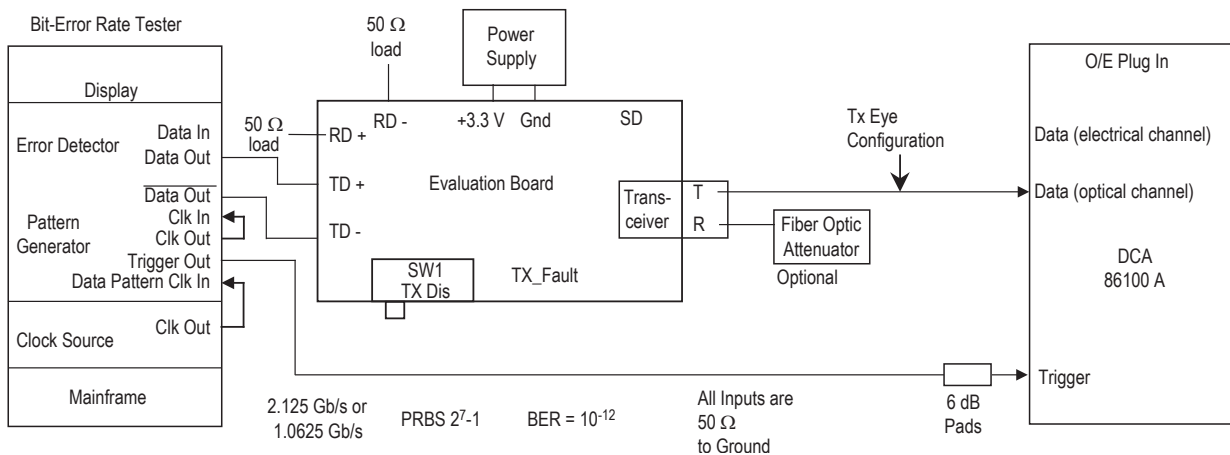 Bit-Error Rate Tester
Display
Error Detector
Data In
Data Out
Data Out
Clk In
Pattern
Generator
Clk Out
Trigger Out
Data Pattern Clk In
Clock Source
Clk Out
Mainframe
50 Ω
load
50 Ω
load
Power
Supply
RD -
+3.3 V
Gnd
SD
RD +
TD +
TD -
Evaluation Board
Trans-
ceiver
T
R
SW1
TX Dis
TX_Fault
Fiber Optic
Attenuator
Optional
Tx Eye
Configuration
O/E Plug In
Data (electrical channel)
Data (optical channel)
DCA
86100 A
Trigger
6 dB
Pads
2.125 Gb/s or
1.0625 Gb/s
PRBS 2⁷-1
BER = 10⁻¹²
All Inputs are
50 Ω
to Ground